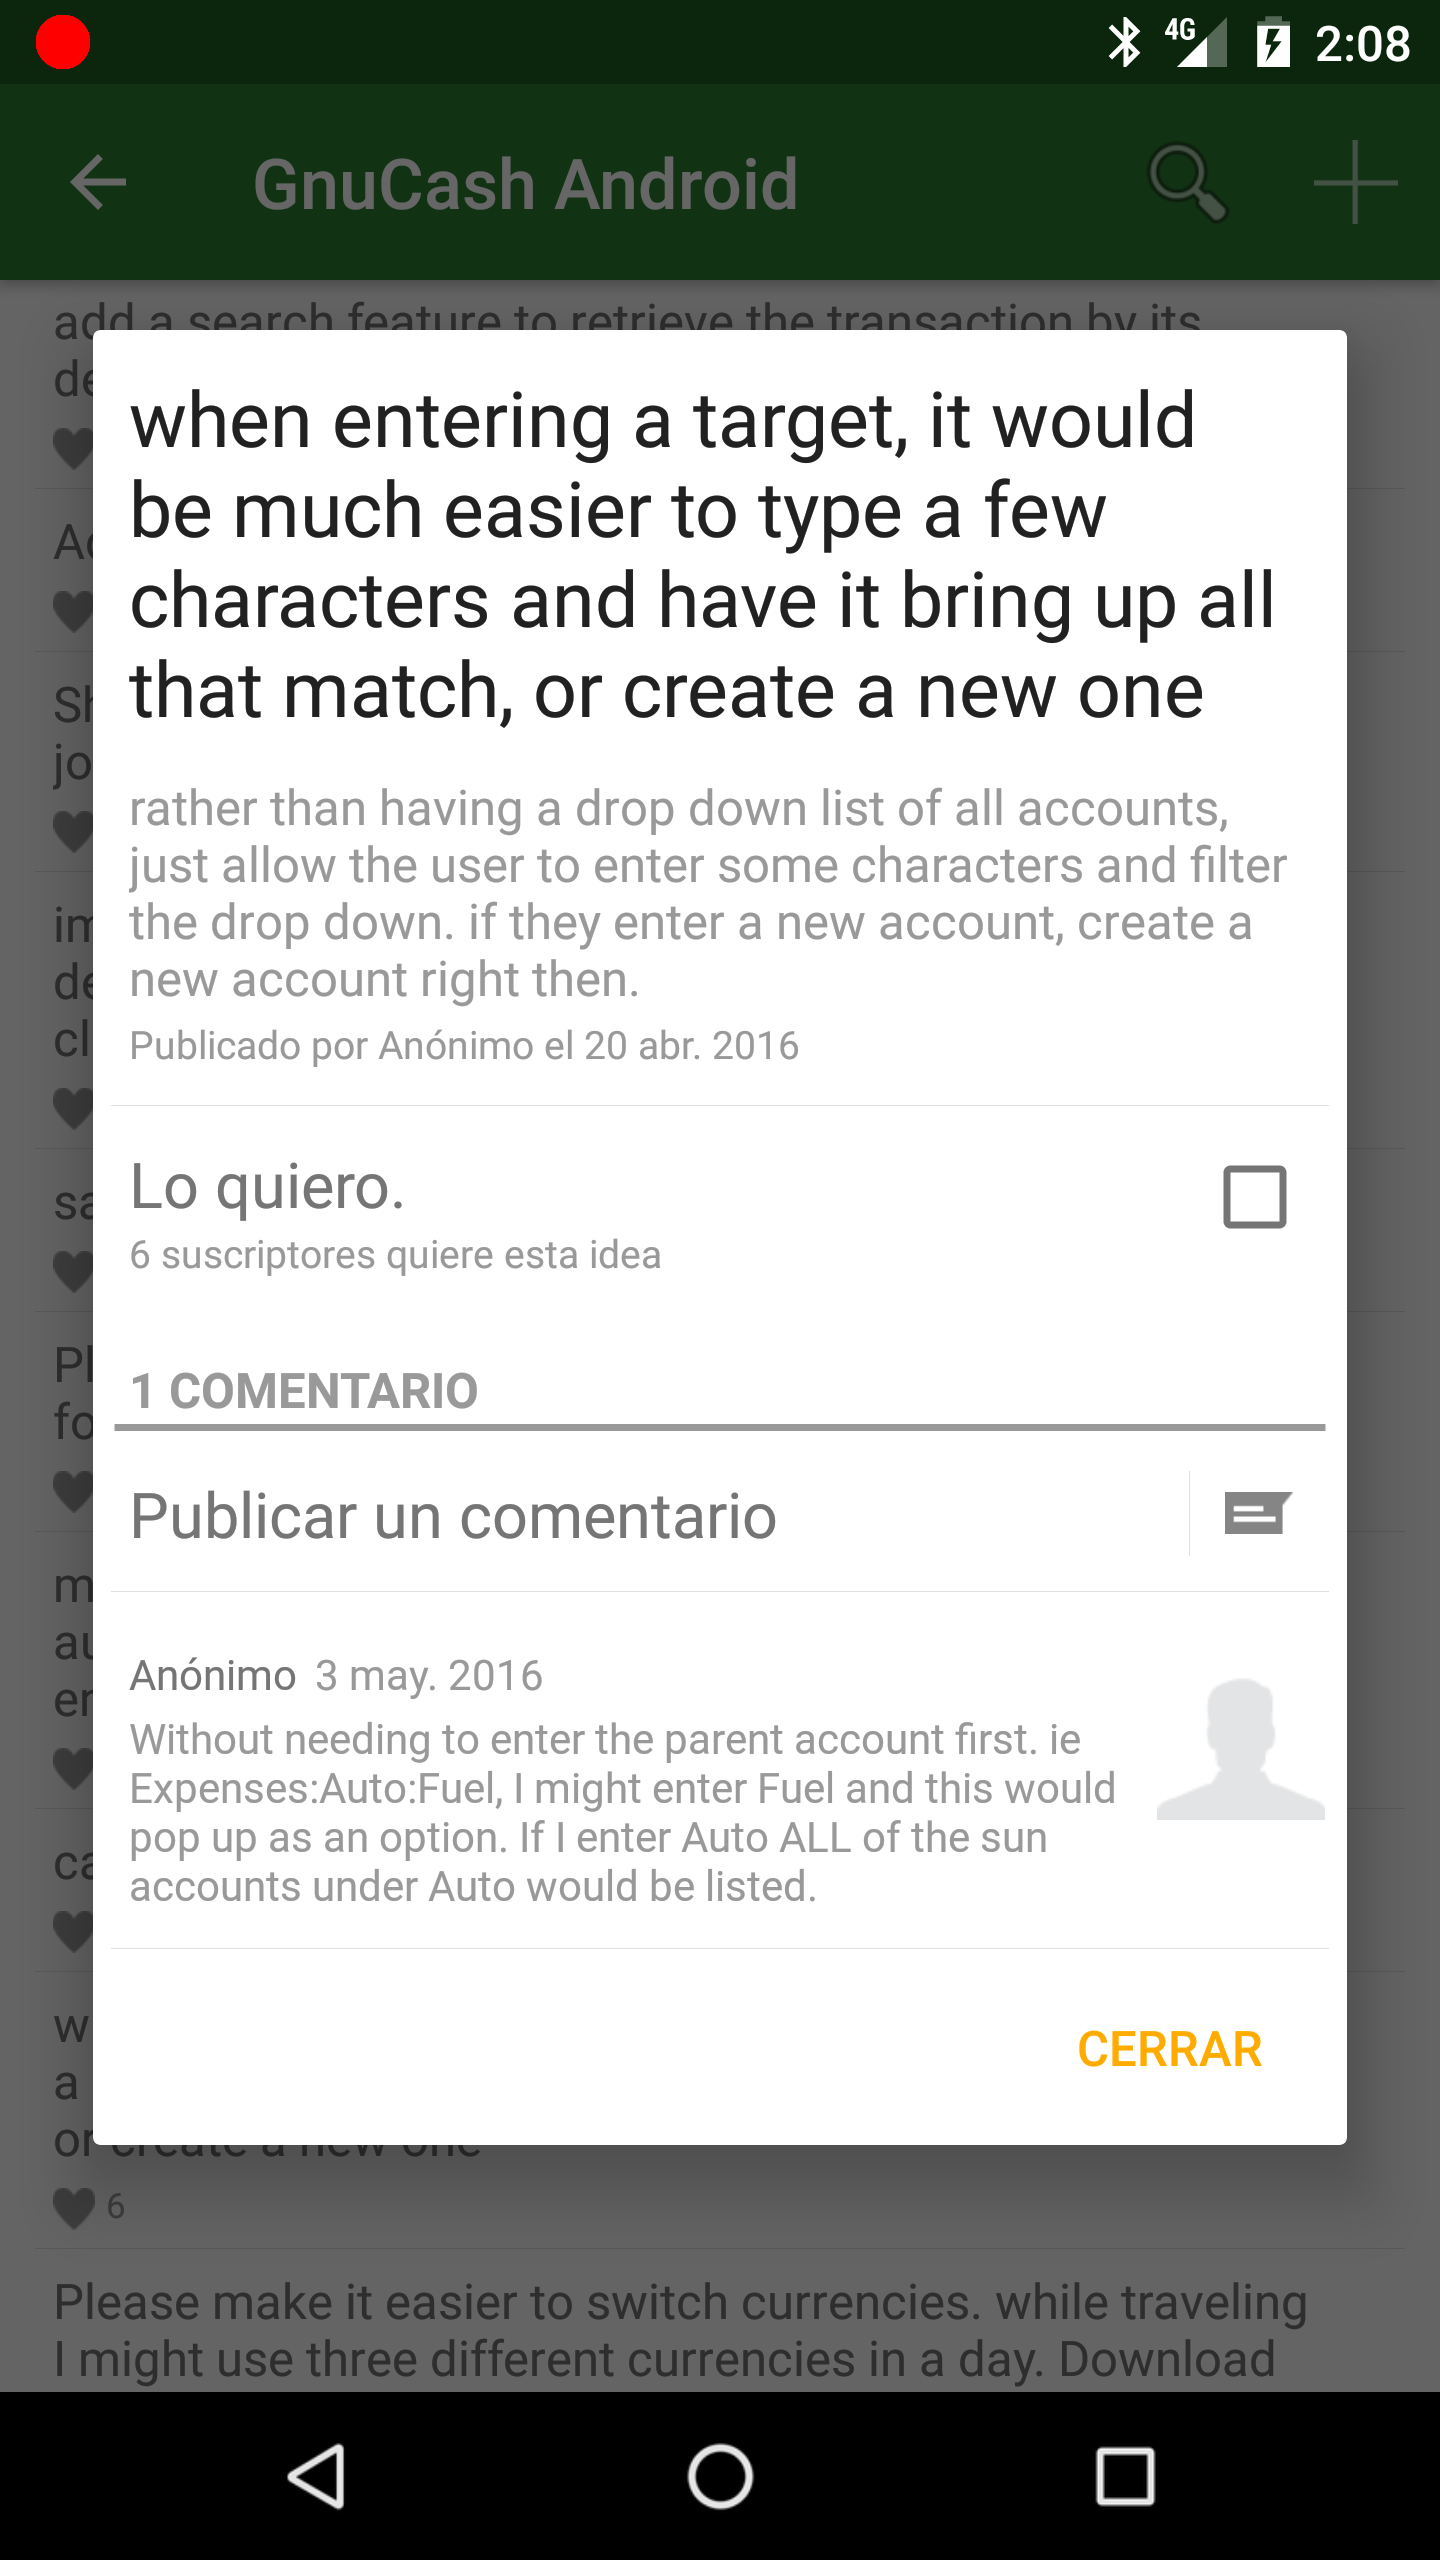 4G 2:08
GnuCash Android
add a search feature to retrieve the transaction by its
when entering a target, it would
be much easier to type a few
characters and have it bring up all
that match, or create a new one
rather than having a drop down list of all accounts,
just allow the user to enter some characters and filter
the drop down. if they enter a new account, create a
new account right then.
Publicado por Anónimo el 20 abr. 2016
Lo quiero.
6 suscriptores quiere esta idea
1 COMENTARIO
Publicar un comentario
Anónimo 3 may. 2016
Without needing to enter the parent account first. ie
Expenses:Auto:Fuel, I might enter Fuel and this would
pop up as an option. If I enter Auto ALL of the sun
accounts under Auto would be listed.
CERRAR
a
or create a new one
6
Please make it easier to switch currencies. while traveling
I might use three different currencies in a day. Download